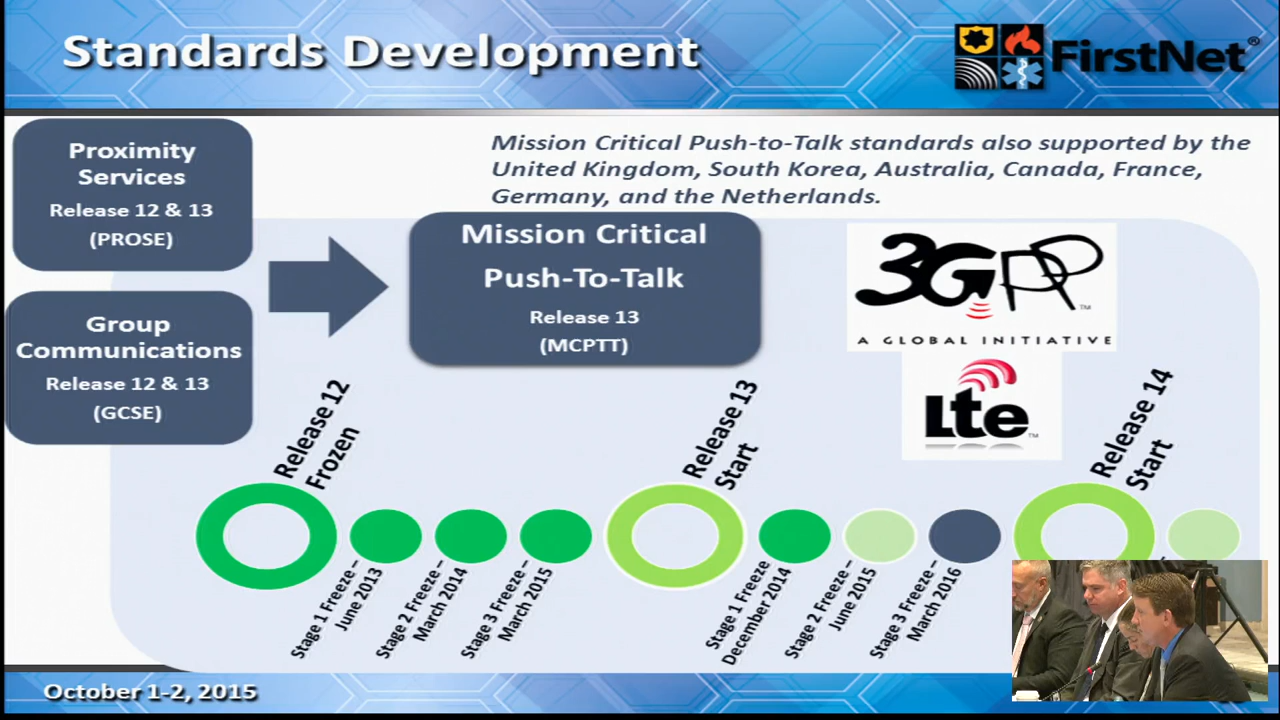 Standards Development
FirstNet®
Proximity
Services
Release 12 & 13
(PROSE)
Mission Critical Push-to-Talk standards also supported by the
United Kingdom, South Korea, Australia, Canada, France,
Germany, and the Netherlands.
Group
Communications
Release 12 & 13
(GCSE)
Mission Critical
Push-To-Talk
Release 13
(MCPTT)
3GPP™
A GLOBAL INITIATIVE
Lte™
Release 12
Frozen
Stage 1 Freeze –
June 2013
Stage 2 Freeze –
March 2014
Stage 3 Freeze –
March 2015
Release 13
Start
Stage 1 Freeze
December 2014
Stage 2 Freeze –
June 2015
Stage 3 Freeze –
March 2016
Release 14
Start
October 1-2, 2015